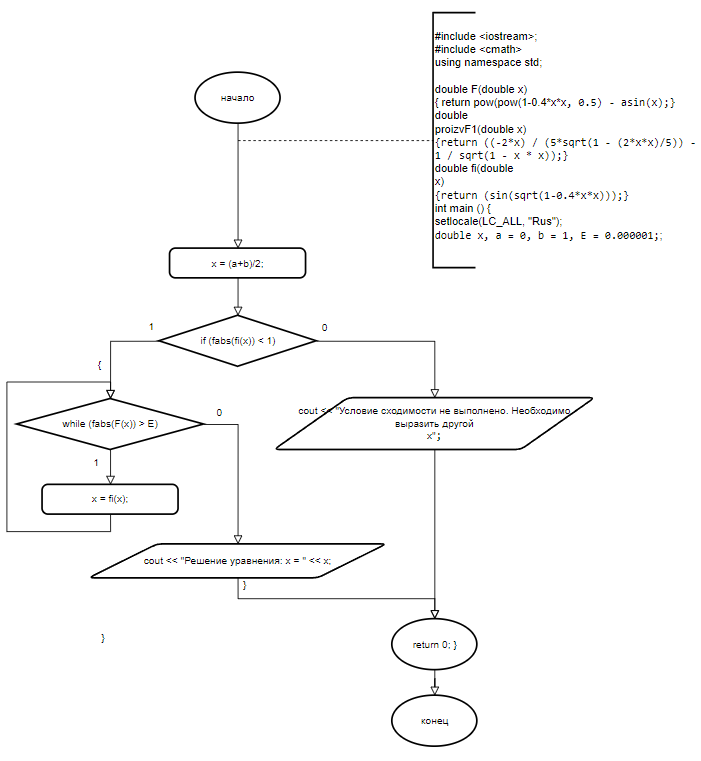 #include <iostream>;
#include <cmath>
using namespace std;
double F(double x)
{ return pow(pow(1-0.4*x*x, 0.5) - asin(x);}
double
proizvF1(double x)
{return ((-2*x) / (5*sqrt(1 - (2*x*x)/5)) -
1 / sqrt(1 - x * x));}
double fi(double
x)
{return (sin(sqrt(1-0.4*x*x)));}
int main () {
setlocale(LC_ALL, "Rus");
double x, a = 0, b = 1, E = 0.000001;;
начало
x = (a+b)/2;
if (fabs(fi(x)) < 1)
1
0
{
while (fabs(F(x)) > E)
0
1
x = fi(x);
cout << "Условие сходимости не выполнено. Необходимо
выразить другой
x";
cout << "Решение уравнения: x = " << x;
}
}
return 0; }
конец